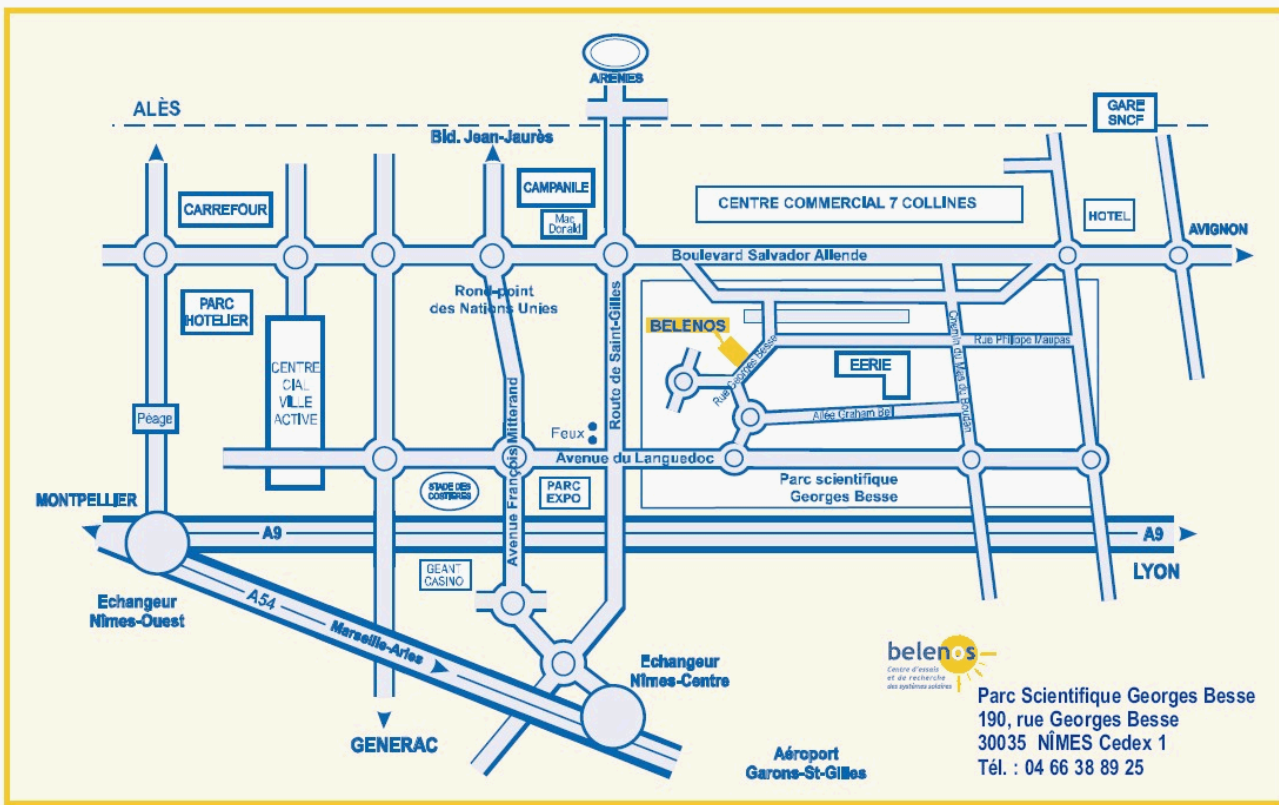 ARENES
ALÈS
GARE
SNCF
Bld. Jean-Jaurès
CAMPANILE
CARREFOUR
CENTRE COMMERCIAL 7 COLLINES
HOTEL
Mac
Donald
AVIGNON
Boulevard Salvador Allende
PARC
HOTELIER
Rond-point
des Nations Unies
BELENOS
Route de Saint-Gilles
Rue Georges Besse
Chemin du Mas du Boudan
Rue Philippe Maupas
CENTRE
CIAL
VILLE
ACTIVE
EERIE
Péage
Allée Graham Bell
Feux
Avenue François Mitterand
Avenue du Languedoc
STADE DES
COSTIERES
PARC
EXPO
Parc scientifique
Georges Besse
MONTPELLIER
A9
A9
LYON
GEANT
CASINO
A54
Echangeur
Nîmes-Ouest
Marseille-Arles
Echangeur
Nîmes-Centre
GENERAC
Aéroport
Garons-St-Gilles
belenos
Centre d'essais
et de recherche
des systèmes solaires
Parc Scientifique Georges Besse
190, rue Georges Besse
30035 NÎMES Cedex 1
Tél. : 04 66 38 89 25